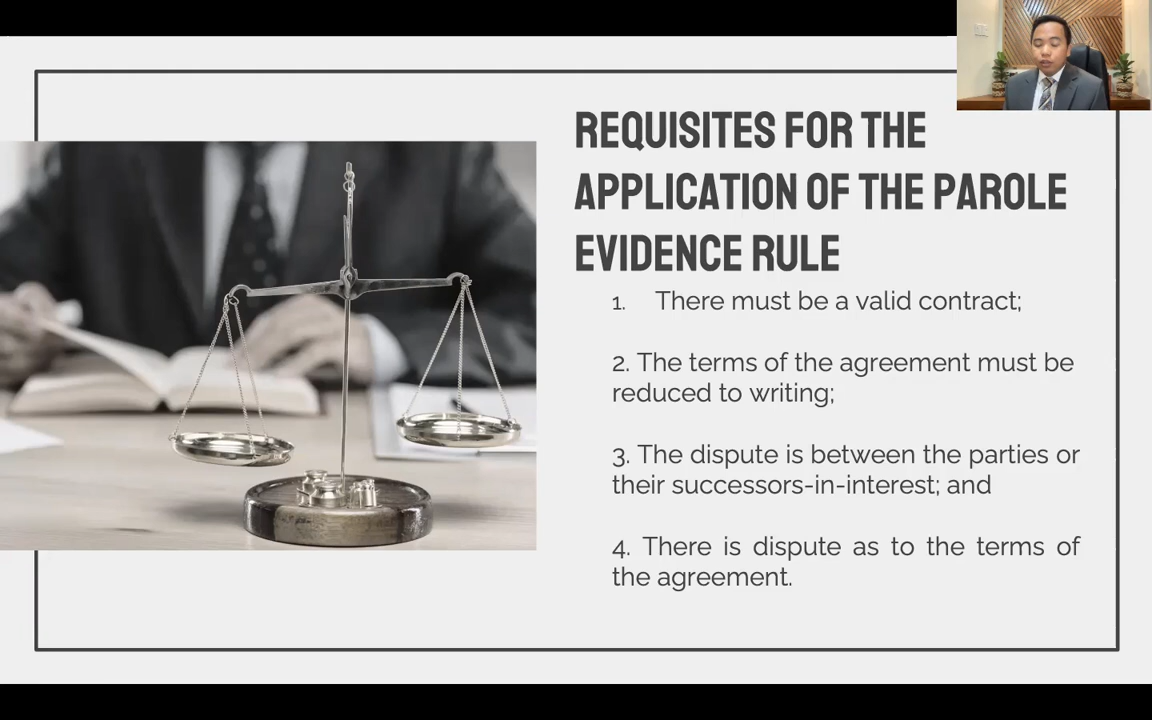 REQUISITES FOR THE
APPLICATION OF THE PAROLE
EVIDENCE RULE
1. There must be a valid contract;
2. The terms of the agreement must be
reduced to writing;
3. The dispute is between the parties or
their successors-in-interest; and
4. There is dispute as to the terms of
the agreement.